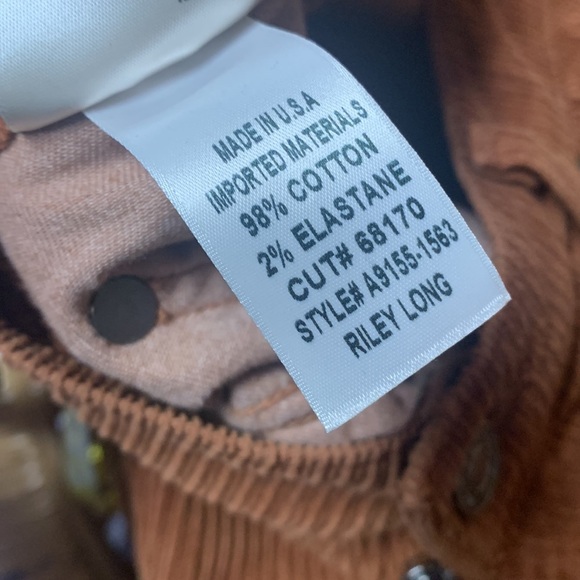 MADE IN U.S.A
IMPORTED MATERIALS
98% COTTON
2% ELASTANE
CUT# 68170
STYLE# A9155-1563
RILEY LONG